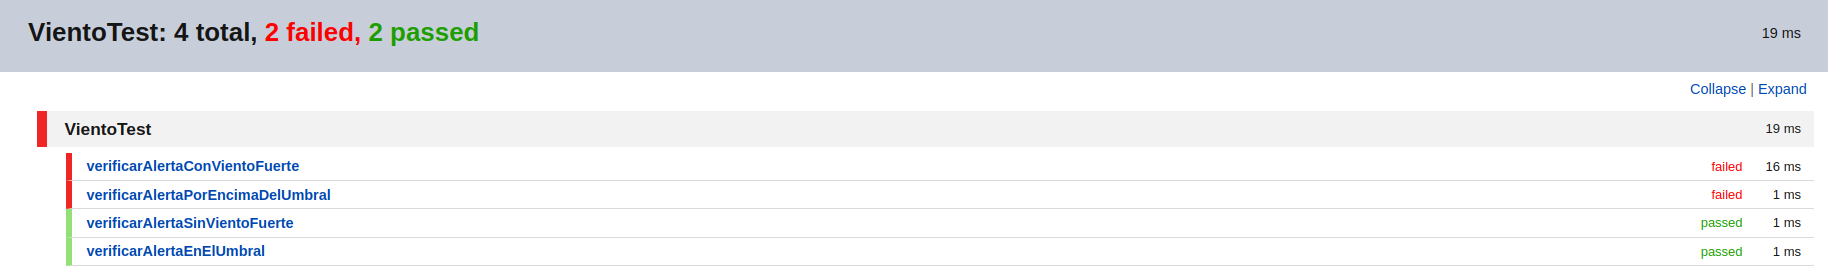 VientoTest: 4 total, 2 failed, 2 passed 19 ms
Collapse | Expand
VientoTest 19 ms
verificarAlertaConVientoFuerte failed 16 ms
verificarAlertaPorEncimaDelUmbral failed 1 ms
verificarAlertaSinVientoFuerte passed 1 ms
verificarAlertaEnElUmbral passed 1 ms